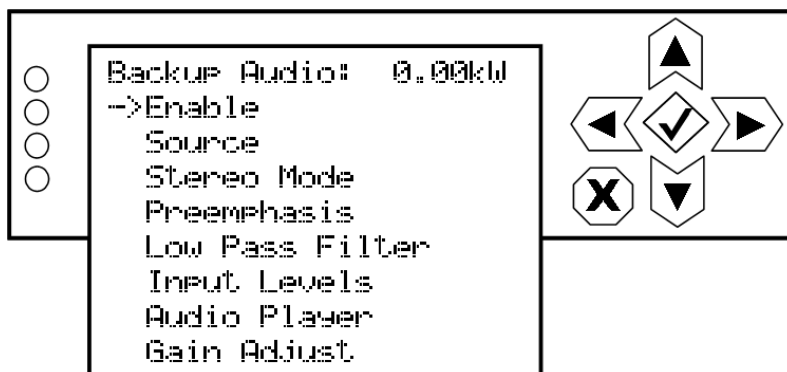 Backup Audio: 0.00kW
->Enable
Source
Stereo Mode
Preemphasis
Low Pass Filter
Input Levels
Audio Player
Gain Adjust
X